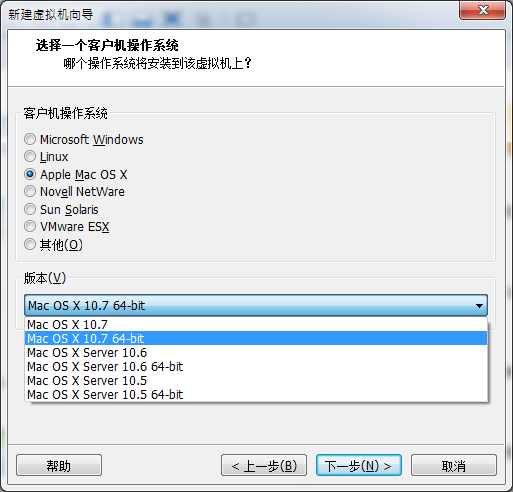 新建虚拟机向导
选择一个客户机操作系统
哪个操作系统将安装到该虚拟机上？
客户机操作系统
Microsoft Windows
Linux
Apple Mac OS X
Novell NetWare
Sun Solaris
VMware ESX
其他(O)
版本(V)
Mac OS X 10.7 64-bit
Mac OS X 10.7
Mac OS X 10.7 64-bit
Mac OS X Server 10.6
Mac OS X Server 10.6 64-bit
Mac OS X Server 10.5
Mac OS X Server 10.5 64-bit
帮助
< 上一步(B)
下一步(N) >
取消